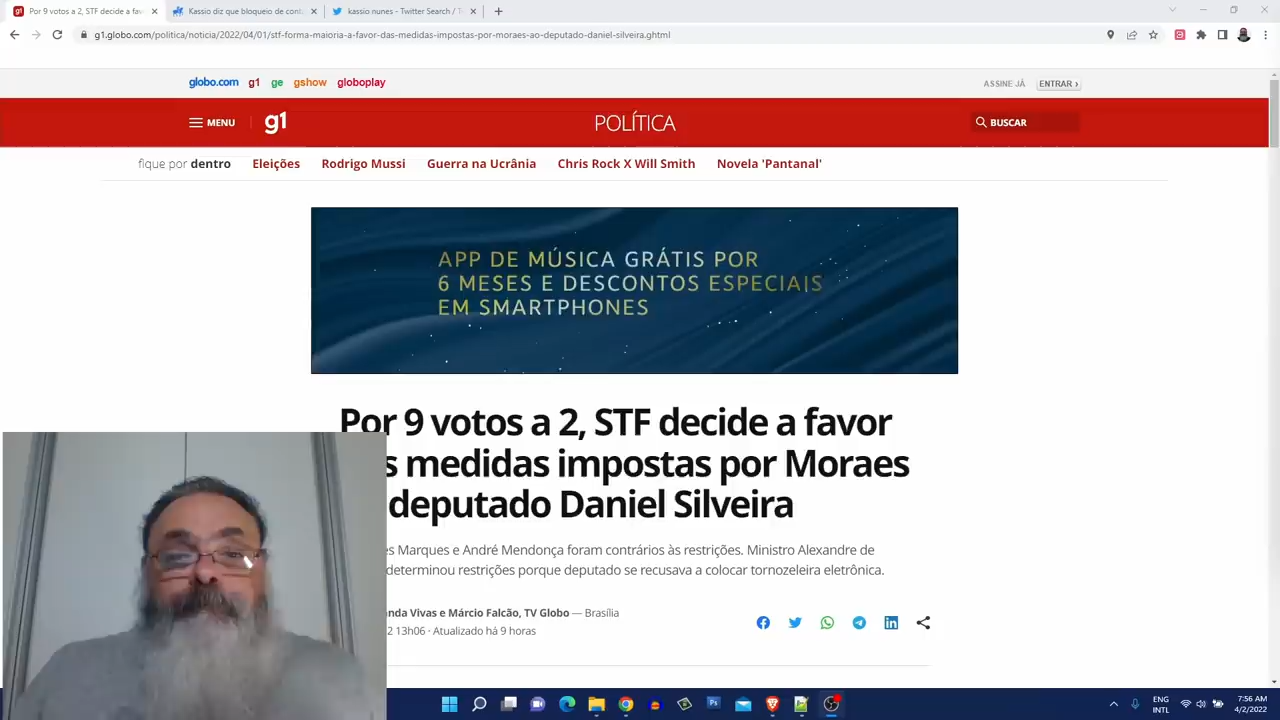 Por 9 votos a 2, STF decide a fav
Kassio diz que bloqueio de cont
kassio nunes - Twitter Search / T
g1.globo.com/politica/noticia/2022/04/01/stf-forma-maioria-a-favor-das-medidas-impostas-por-moraes-ao-deputado-daniel-silveira.ghtml
globo.com g1 ge gshow globoplay
ASSINE JÁ ENTRAR ›
MENU g1 POLÍTICA BUSCAR
fique por dentro Eleições Rodrigo Mussi Guerra na Ucrânia Chris Rock X Will Smith Novela 'Pantanal'
APP DE MÚSICA GRÁTIS POR
6 MESES E DESCONTOS ESPECIAIS
EM SMARTPHONES
Por 9 votos a 2, STF decide a favor
medidas impostas por Moraes
deputado Daniel Silveira
Marques e André Mendonça foram contrários às restrições. Ministro Alexandre de
determinou restrições porque deputado se recusava a colocar tornozeleira eletrônica.
Vivas e Márcio Falcão, TV Globo — Brasília
13h06 · Atualizado há 9 horas
ENG
INTL
7:56 AM
4/2/2022